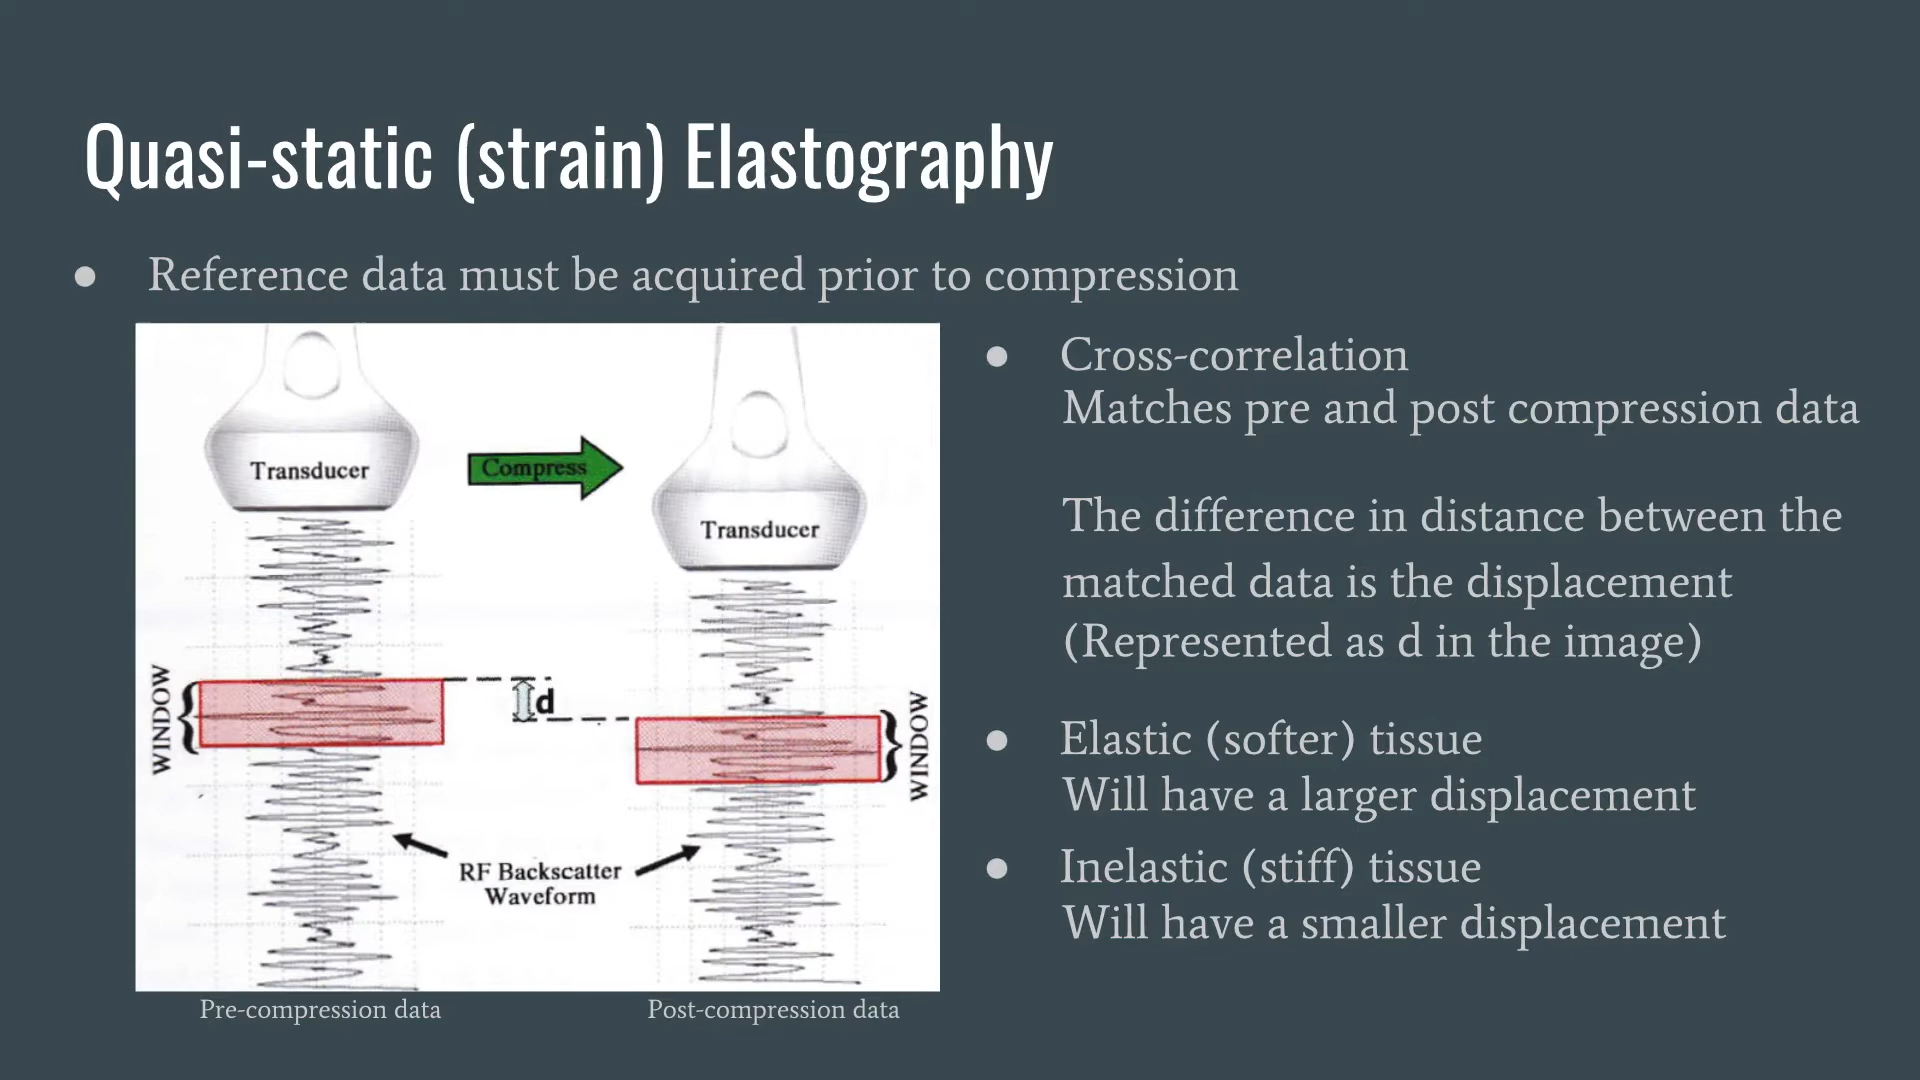 Quasi-static (strain) Elastography
● Reference data must be acquired prior to compression
Transducer
Compress
Transducer
WINDOW
d
WINDOW
RF Backscatter
Waveform
Pre-compression data
Post-compression data
● Cross-correlation
Matches pre and post compression data
The difference in distance between the
matched data is the displacement
(Represented as d in the image)
● Elastic (softer) tissue
Will have a larger displacement
● Inelastic (stiff) tissue
Will have a smaller displacement